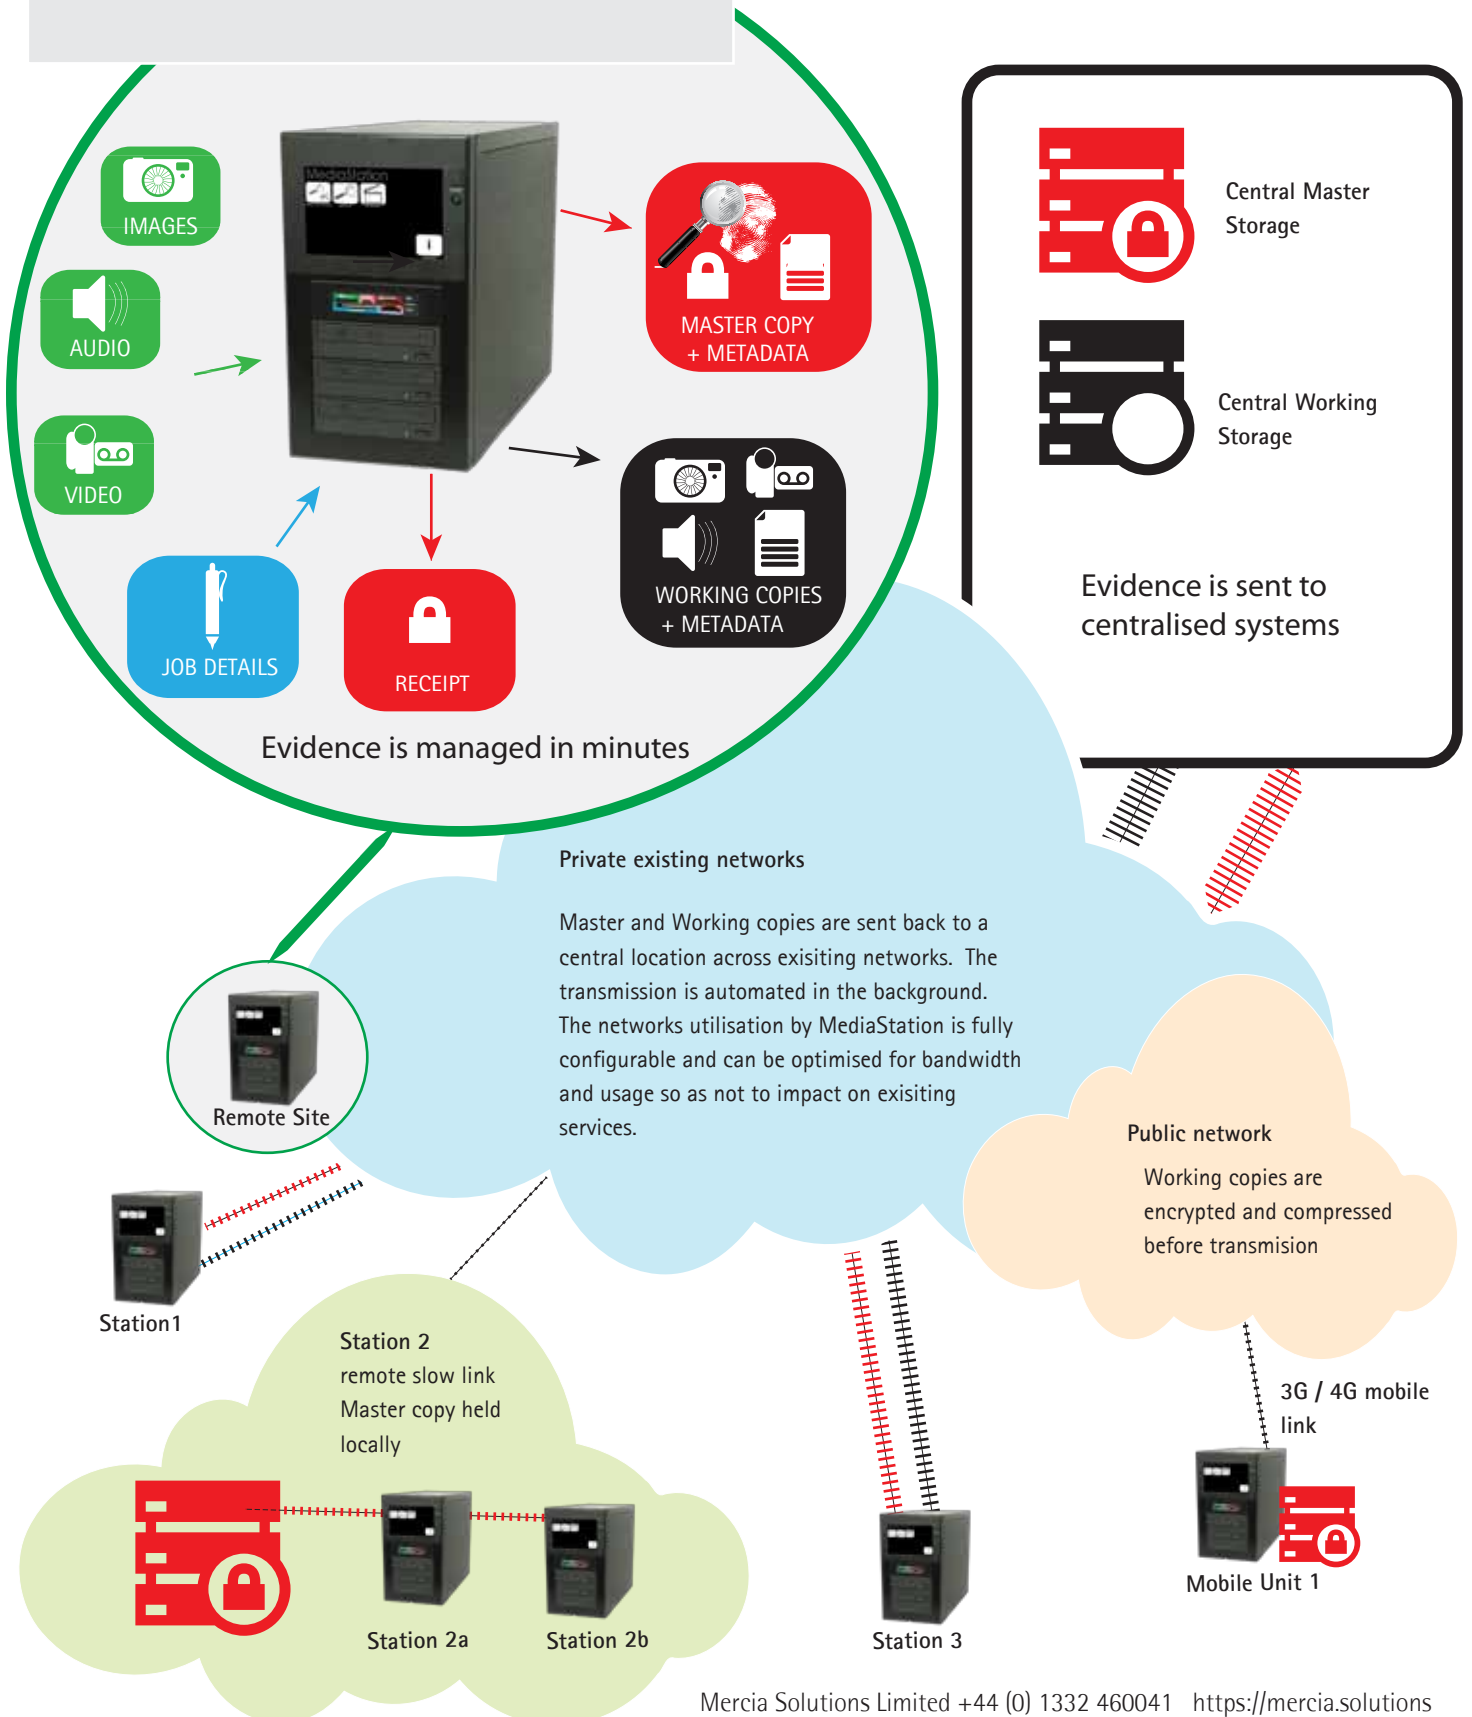 MediaStation
IMAGES
AUDIO
VIDEO
JOB DETAILS
RECEIPT
MASTER COPY
+ METADATA
WORKING COPIES
+ METADATA
Evidence is managed in minutes
Central Master
Storage
Central Working
Storage
Evidence is sent to
centralised systems
Private existing networks
Master and Working copies are sent back to a
central location across exisiting networks. The
transmission is automated in the background.
The networks utilisation by MediaStation is fully
configurable and can be optimised for bandwidth
and usage so as not to impact on exisiting
services.
Remote Site
Public network
Working copies are
encrypted and compressed
before transmision
Station1
Station 2
remote slow link
Master copy held
locally
3G / 4G mobile
link
Station 2a
Station 2b
Station 3
Mobile Unit 1
Mercia Solutions Limited +44 (0) 1332 460041 https://mercia.solutions